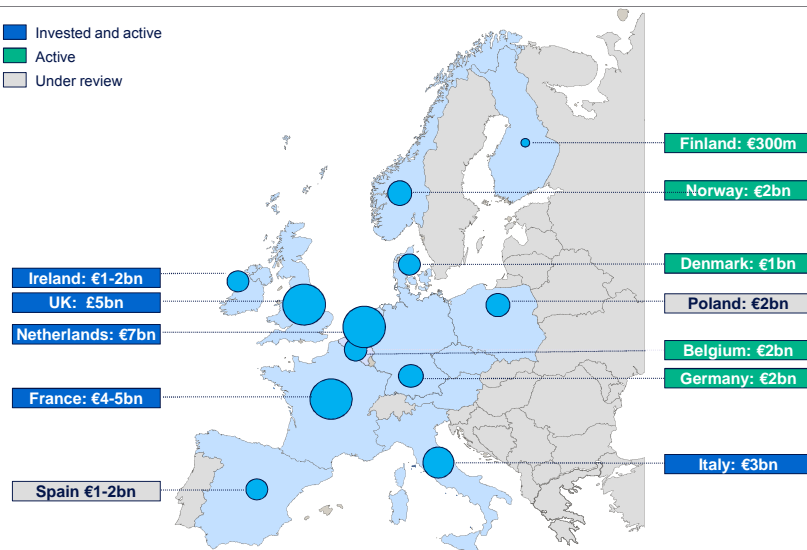 Invested and active
Active
Under review
Finland: €300m
Norway: €2bn
Denmark: €1bn
Ireland: €1-2bn
UK: £5bn
Poland: €2bn
Netherlands: €7bn
Belgium: €2bn
Germany: €2bn
France: €4-5bn
Italy: €3bn
Spain €1-2bn